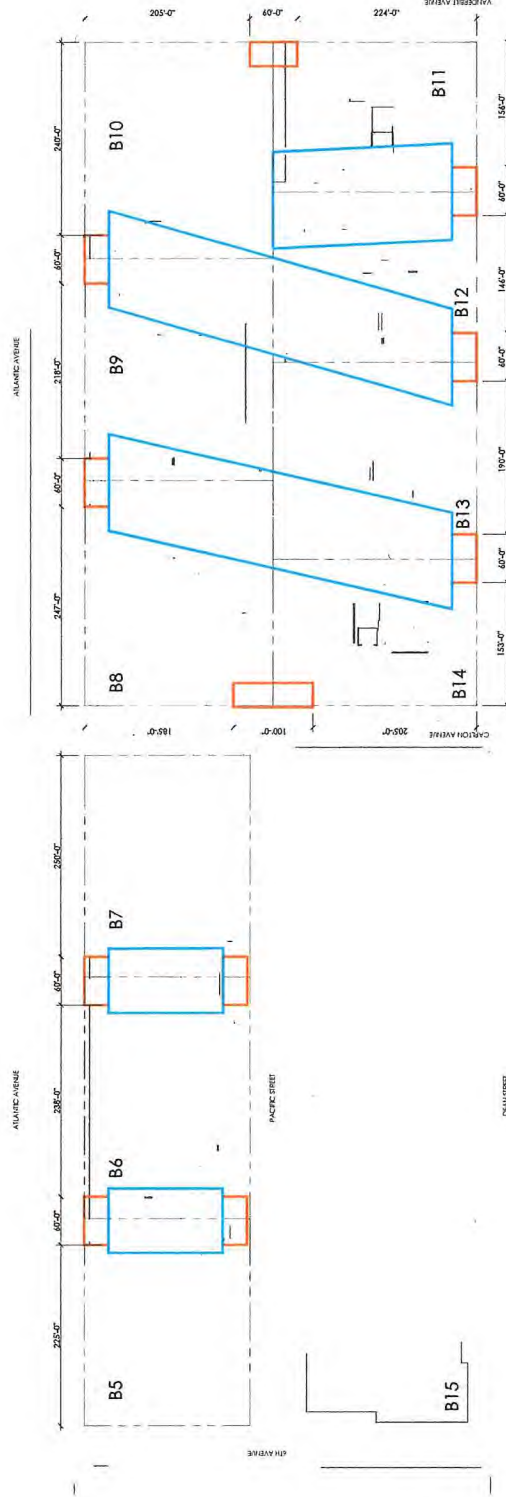 ATLANTIC AVENUE
225'-0"
60'-0"
238'-0"
60'-0"
250'-0"
B5
B6
B7
6TH AVENUE
PACIFIC STREET
B15
DEAN STREET
CARLTON AVENUE
ATLANTIC AVENUE
247'-0"
60'-0"
218'-0"
60'-0"
240'-0"
B8
B9
B10
185'-0"
100'-0"
205'-0"
205'-0"
60'-0"
224'-0"
B14
B13
B12
B11
153'-0"
60'-0"
190'-0"
60'-0"
146'-0"
60'-0"
156'-0"
VANDERBILT AVENUE